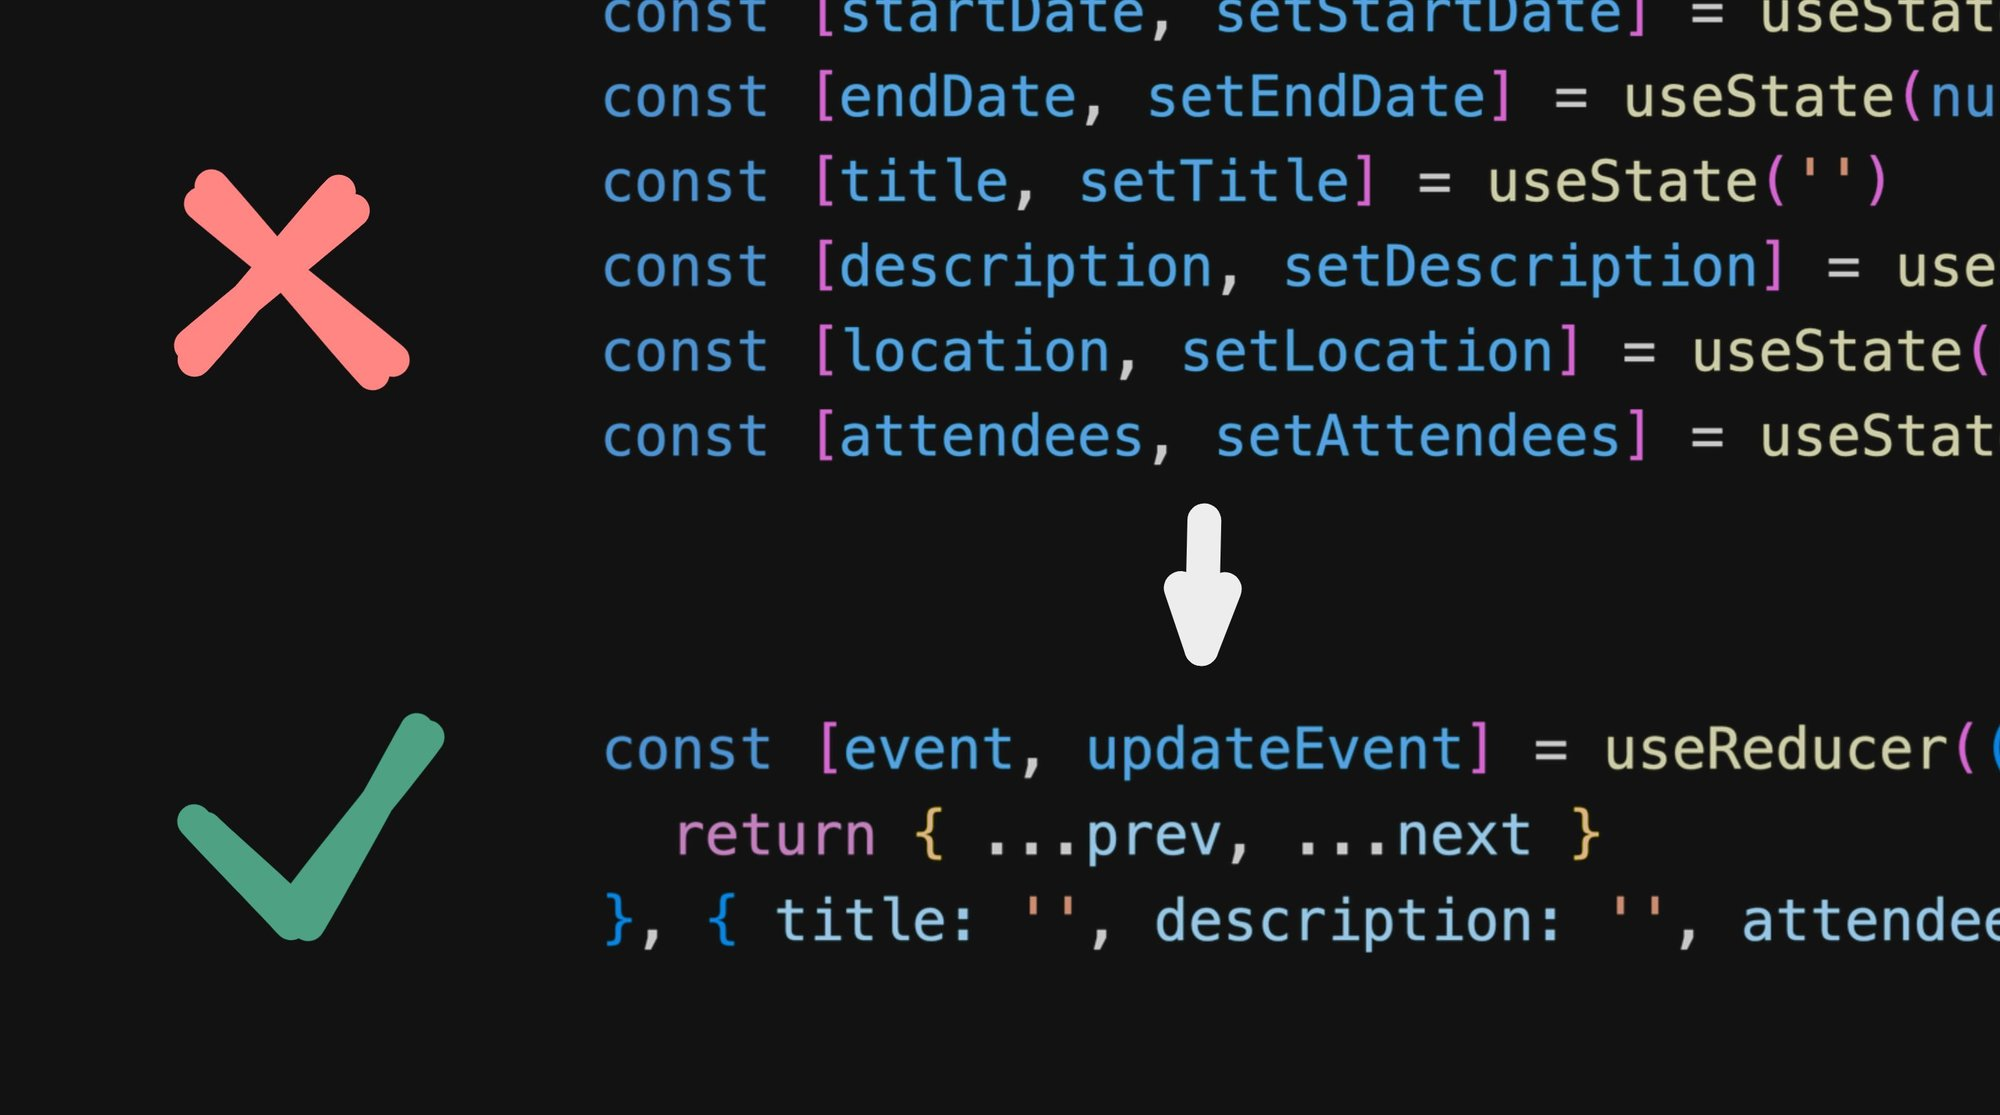 const [startDate, setStartDate] = useStat
const [endDate, setEndDate] = useState(nu
const [title, setTitle] = useState('')
const [description, setDescription] = use
const [location, setLocation] = useState(
const [attendees, setAttendees] = useStat
const [event, updateEvent] = useReducer((
return { ...prev, ...next }
}, { title: '', description: '', attendee